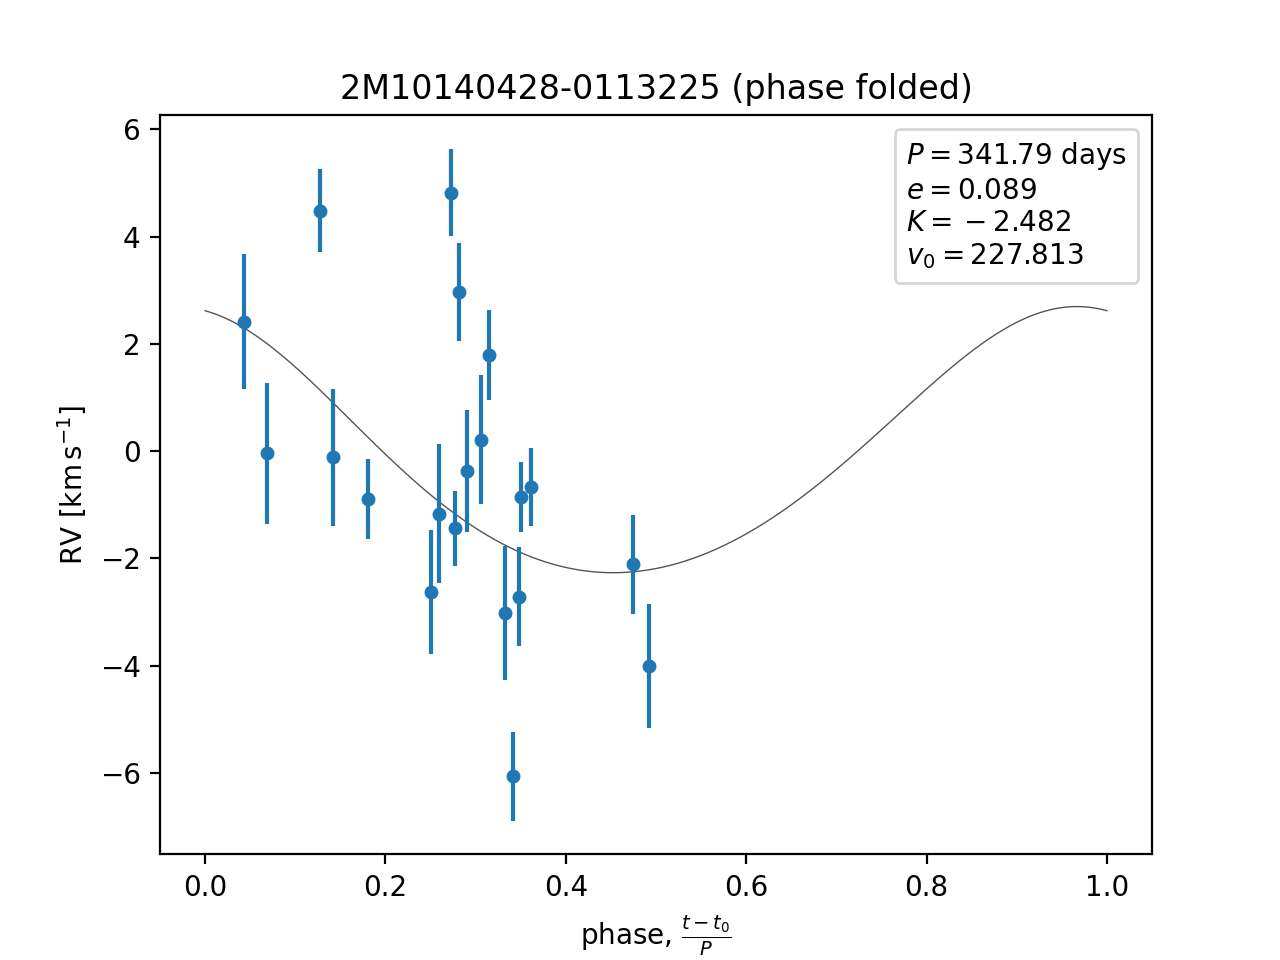 2M10140428-0113225 (phase folded)
P = 341.79 days
e = 0.089
K = − 2.482
v₀ = 227.813
6
4
2
0
−2
−4
−6
RV [km s⁻¹]
0.0 0.2 0.4 0.6 0.8 1.0
phase, (t − t₀)/P